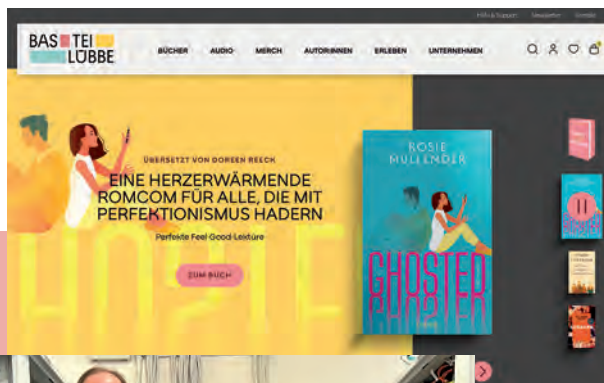 Hilfe & Support Newsletter Kontakt
BASTEI
LÜBBE
BÜCHER AUDIO MERCH AUTOR:INNEN ERLEBEN UNTERNEHMEN
ÜBERSETZT VON DOREEN REECK
EINE HERZERWÄRMENDE
ROMCOM FÜR ALLE, DIE MIT
PERFEKTIONISMUS HADERN
Perfekte Feel-Good-Lektüre
ZUM BUCH
ROSIE
MULLENDER
GHOSTED